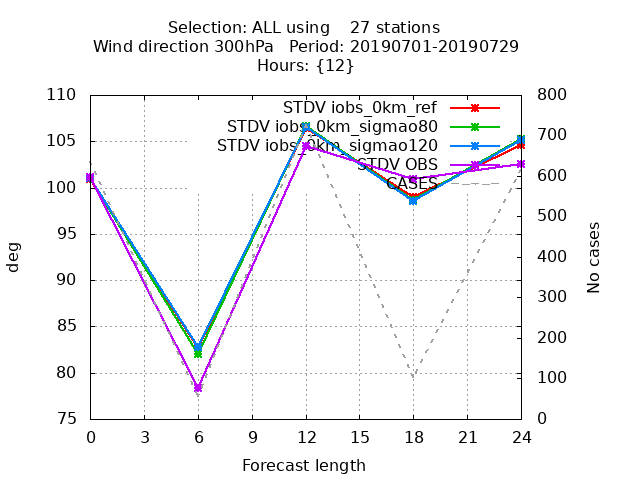 Selection: ALL using    27 stations
Wind direction 300hPa   Period: 20190701-20190729
Hours: {12}
STDV iobs_0km_ref
STDV iobs_0km_sigmao80
STDV iobs_0km_sigmao120
STDV OBS
CASES
110
105
100
95
90
85
80
75
deg
800
700
600
500
400
300
200
100
0
No cases
0 3 6 9 12 15 18 21 24
Forecast length